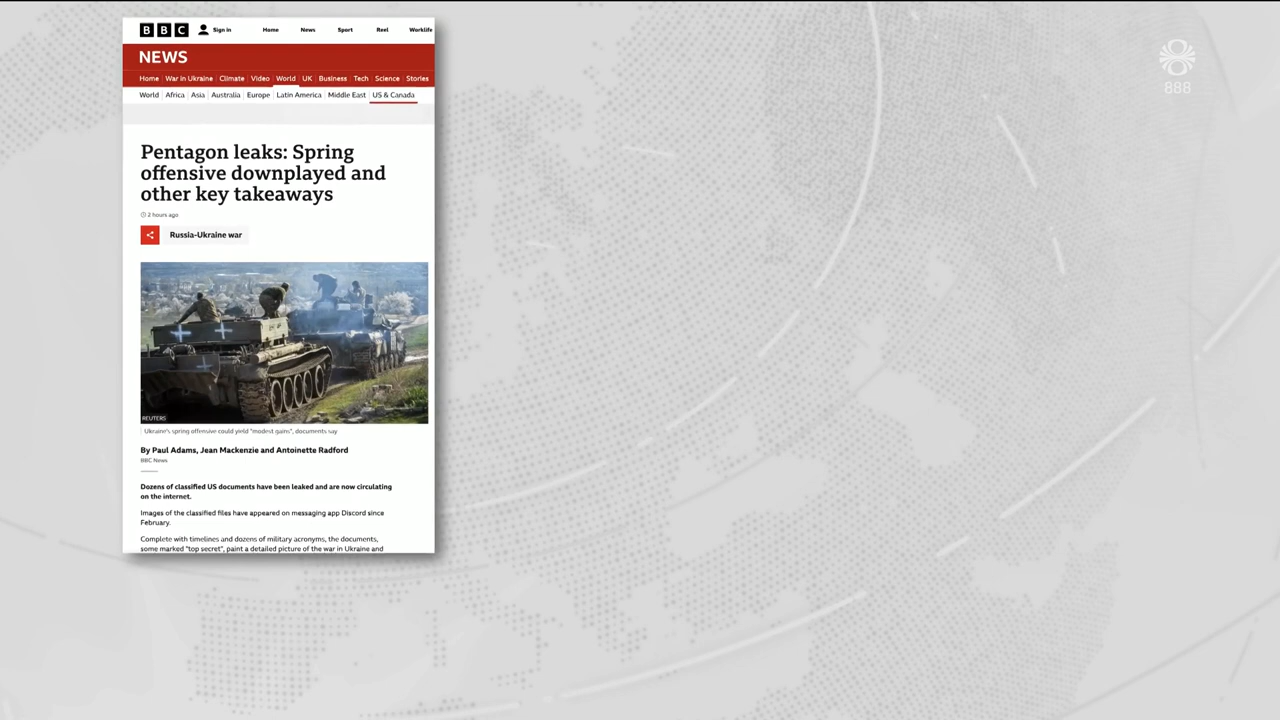 BBC
Sign in
Home
News
Sport
Reel
Worklife
NEWS
Home War in Ukraine Climate Video World UK Business Tech Science Stories
World Africa Asia Australia Europe Latin America Middle East US & Canada
Pentagon leaks: Spring
offensive downplayed and
other key takeaways
2 hours ago
Russia-Ukraine war
REUTERS
Ukraine's spring offensive could yield "modest gains", documents say
By Paul Adams, Jean Mackenzie and Antoinette Radford
BBC News
Dozens of classified US documents have been leaked and are now circulating
on the internet.
Images of the classified files have appeared on messaging app Discord since
February.
Complete with timelines and dozens of military acronyms, the documents,
some marked "top secret", paint a detailed picture of the war in Ukraine and
888